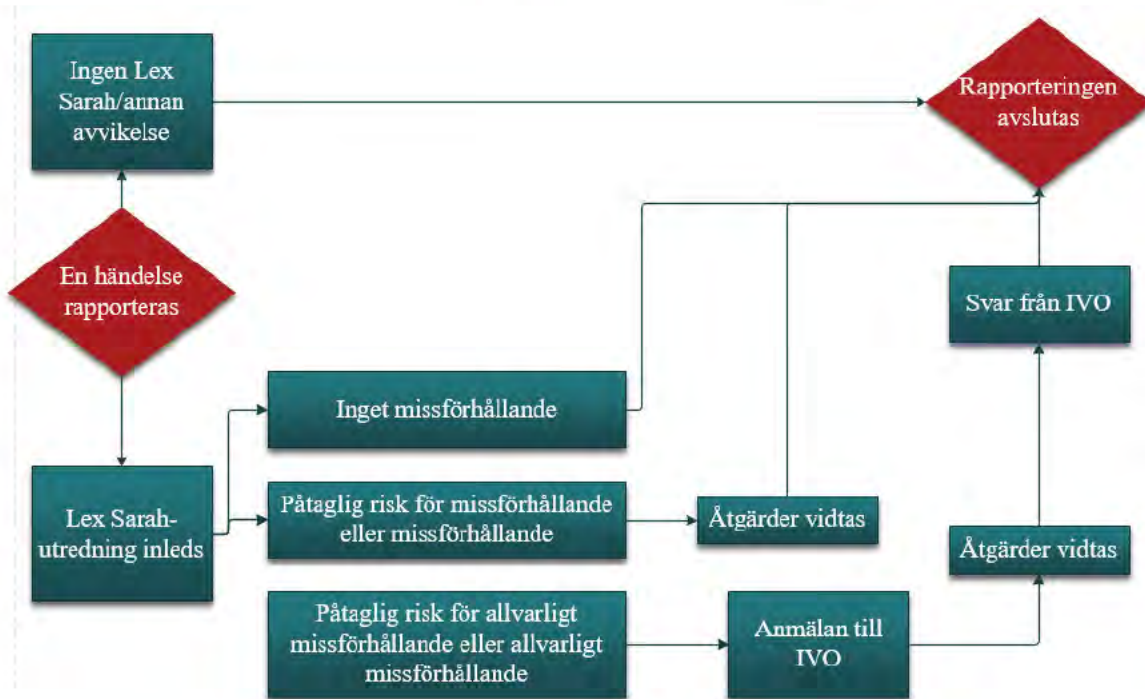 Ingen Lex
Sarah/annan
avvikelse
Rapporteringen
avslutas
En händelse
rapporteras
Svar från IVO
Inget missförhållande
Lex Sarah-
utredning inleds
Påtaglig risk för missförhållande
eller missförhållande
Åtgärder vidtas
Åtgärder vidtas
Påtaglig risk för allvarligt
missförhållande eller allvarligt
missförhållande
Anmälan till
IVO